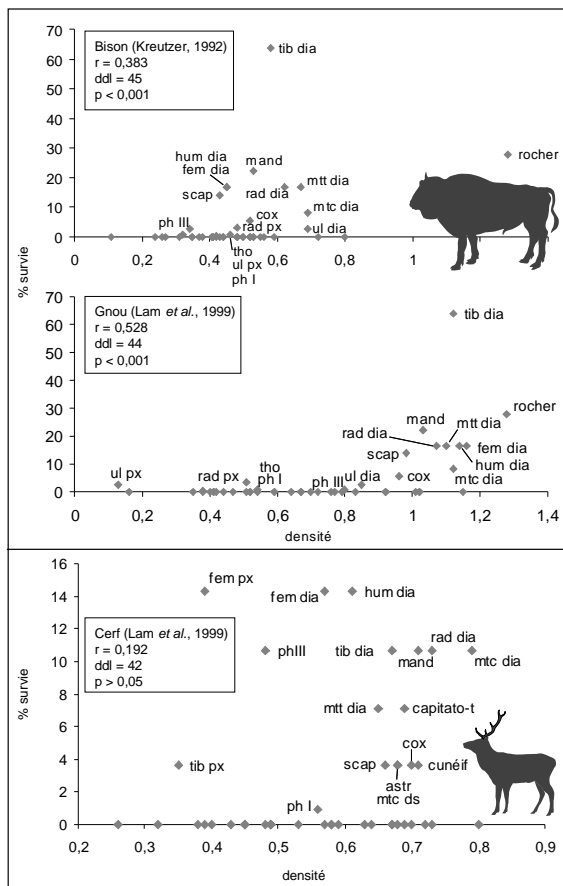 Bison (Kreutzer, 1992)
r = 0,383
ddl = 45
p < 0,001
% survie
70
60
50
40
30
20
10
0
tib dia
hum dia
fem dia
mand
rocher
scap
rad dia
mtt dia
mtc dia
cox
ph III
rad px
ul dia
tho
ul px
ph I
0
0,2
0,4
0,6
0,8
1
1,2
1,4
Gnou (Lam et al., 1999)
r = 0,528
ddl = 44
p < 0,001
70
60
50
40
30
20
10
0
tib dia
rocher
mand
mtt dia
rad dia
scap
fem dia
hum dia
mtc dia
ul px
rad px
tho
ph I
ph III
ul dia
cox
0
0,2
0,4
0,6
0,8
1
1,2
1,4
densité
Cerf (Lam et al., 1999)
r = 0,192
ddl = 42
p > 0,05
% survie
16
14
12
10
8
6
4
2
0
fem px
fem dia
hum dia
phIII
tib dia
mand
rad dia
mtc dia
mtt dia
capitato-t
tib px
scap
cox
cunéif
astr
mtc ds
ph I
0,2
0,3
0,4
0,5
0,6
0,7
0,8
0,9
densité